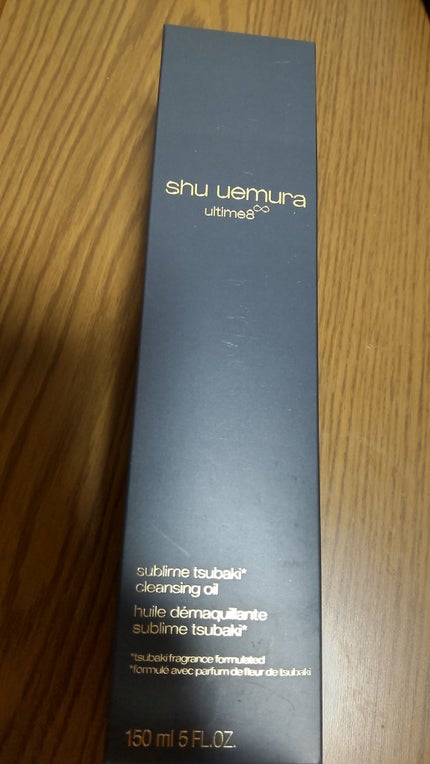 shu uemura
ultime8∞
sublime tsubaki*
cleansing oil
huile démaquillante
sublime tsubaki*
*tsubaki fragrance formulated
*formulé avec parfum de fleur de tsubaki
150 ml 5 FL.OZ.